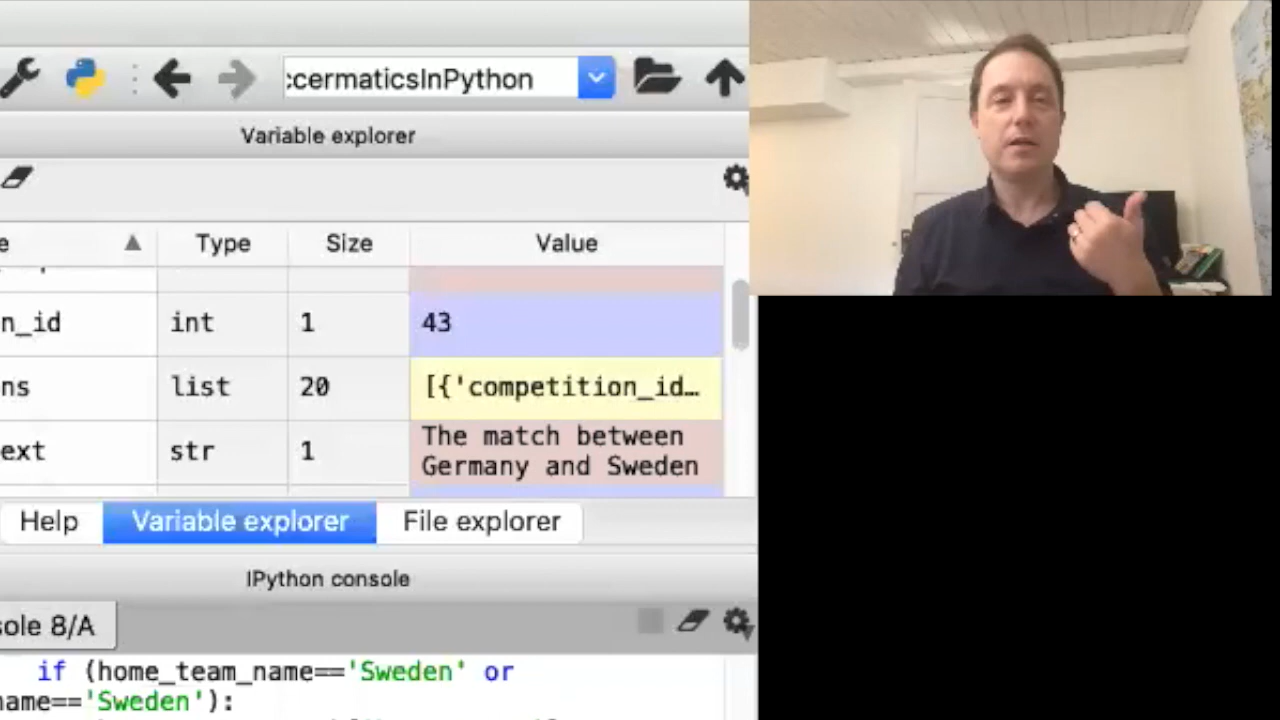 :cermaticsInPython
Variable explorer
e Type Size Value
n_id int 1 43
ns list 20 [{'competition_id…
ext str 1 The match between
Germany and Sweden
Help Variable explorer File explorer
IPython console
sole 8/A
if (home_team_name=='Sweden' or
name=='Sweden'):